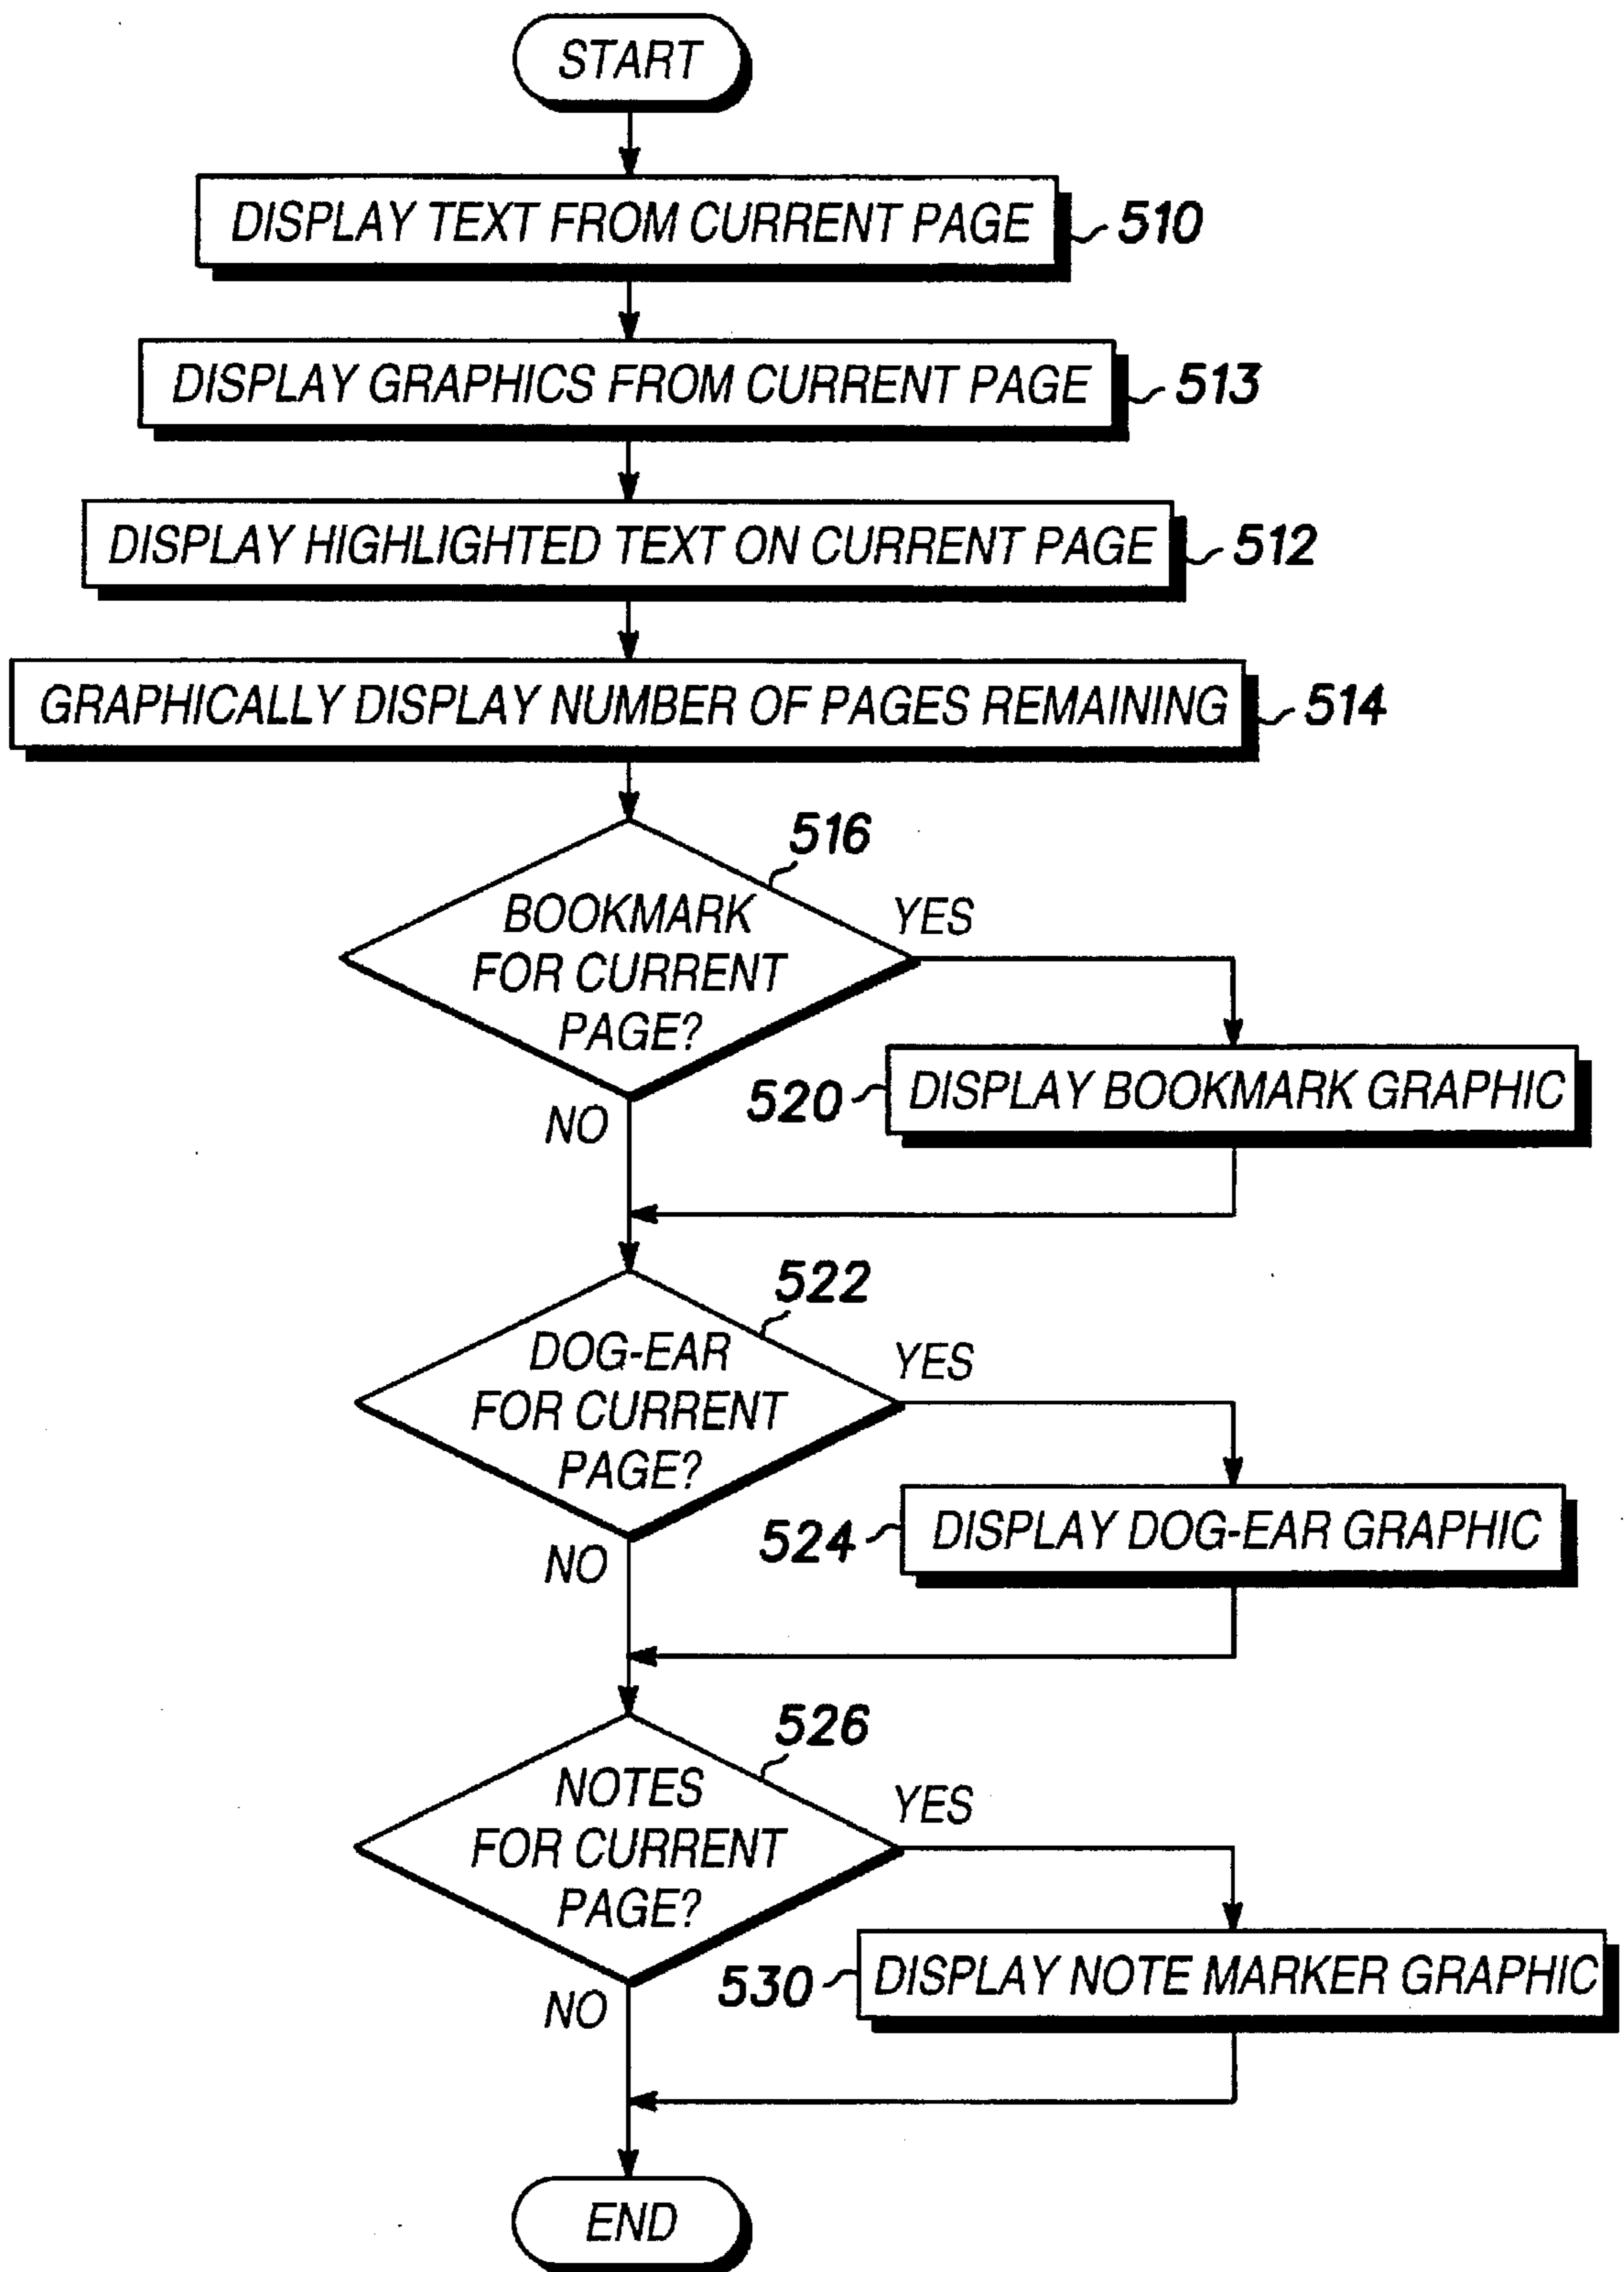 START
DISPLAY TEXT FROM CURRENT PAGE 510
DISPLAY GRAPHICS FROM CURRENT PAGE 513
DISPLAY HIGHLIGHTED TEXT ON CURRENT PAGE 512
GRAPHICALLY DISPLAY NUMBER OF PAGES REMAINING 514
516
BOOKMARK
FOR CURRENT
PAGE?
YES
520 DISPLAY BOOKMARK GRAPHIC
NO
522
DOG-EAR
FOR CURRENT
PAGE?
YES
524 DISPLAY DOG-EAR GRAPHIC
NO
526
NOTES
FOR CURRENT
PAGE?
YES
530 DISPLAY NOTE MARKER GRAPHIC
NO
END